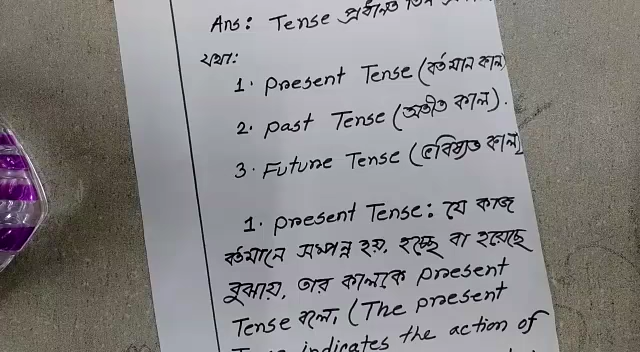 Ans: Tense প্রধানত তিন
যথা:
1. Present Tense (বর্তমান কাল)
2. Past Tense (অতীত কাল).
3. Future Tense (ভবিষ্যত কাল)
1. Present Tense: যে কাজ
বর্তমানে সম্পন্ন হয়, হচ্ছে বা হয়েছে
বুঝায়, তার কালকে Present
Tense বলে, (The present
indicates the action of